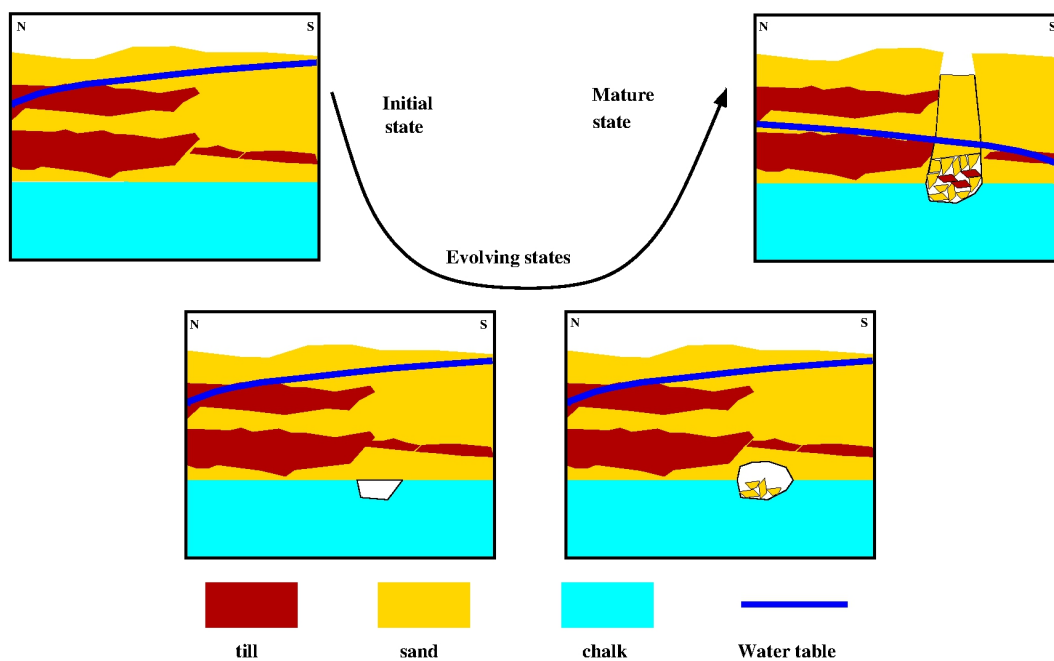 N S
N S
Initial
state
Mature
state
Evolving states
N S
N S
till sand chalk Water table